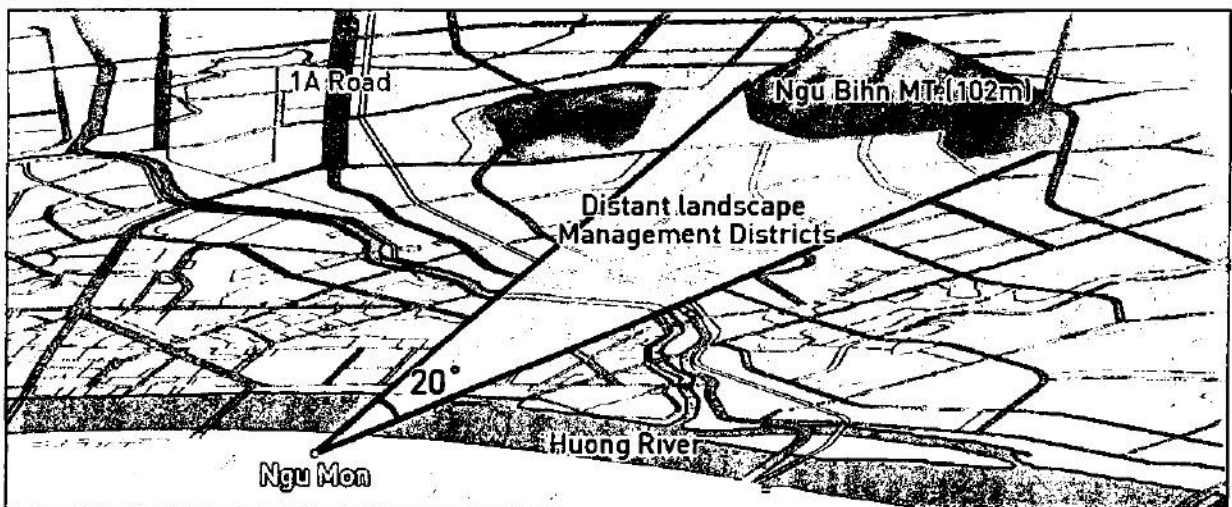 1A Road
Ngu Bihn MT.(102m)
Distant landscape
Management Districts
20°
Huong River
Ngu Mon